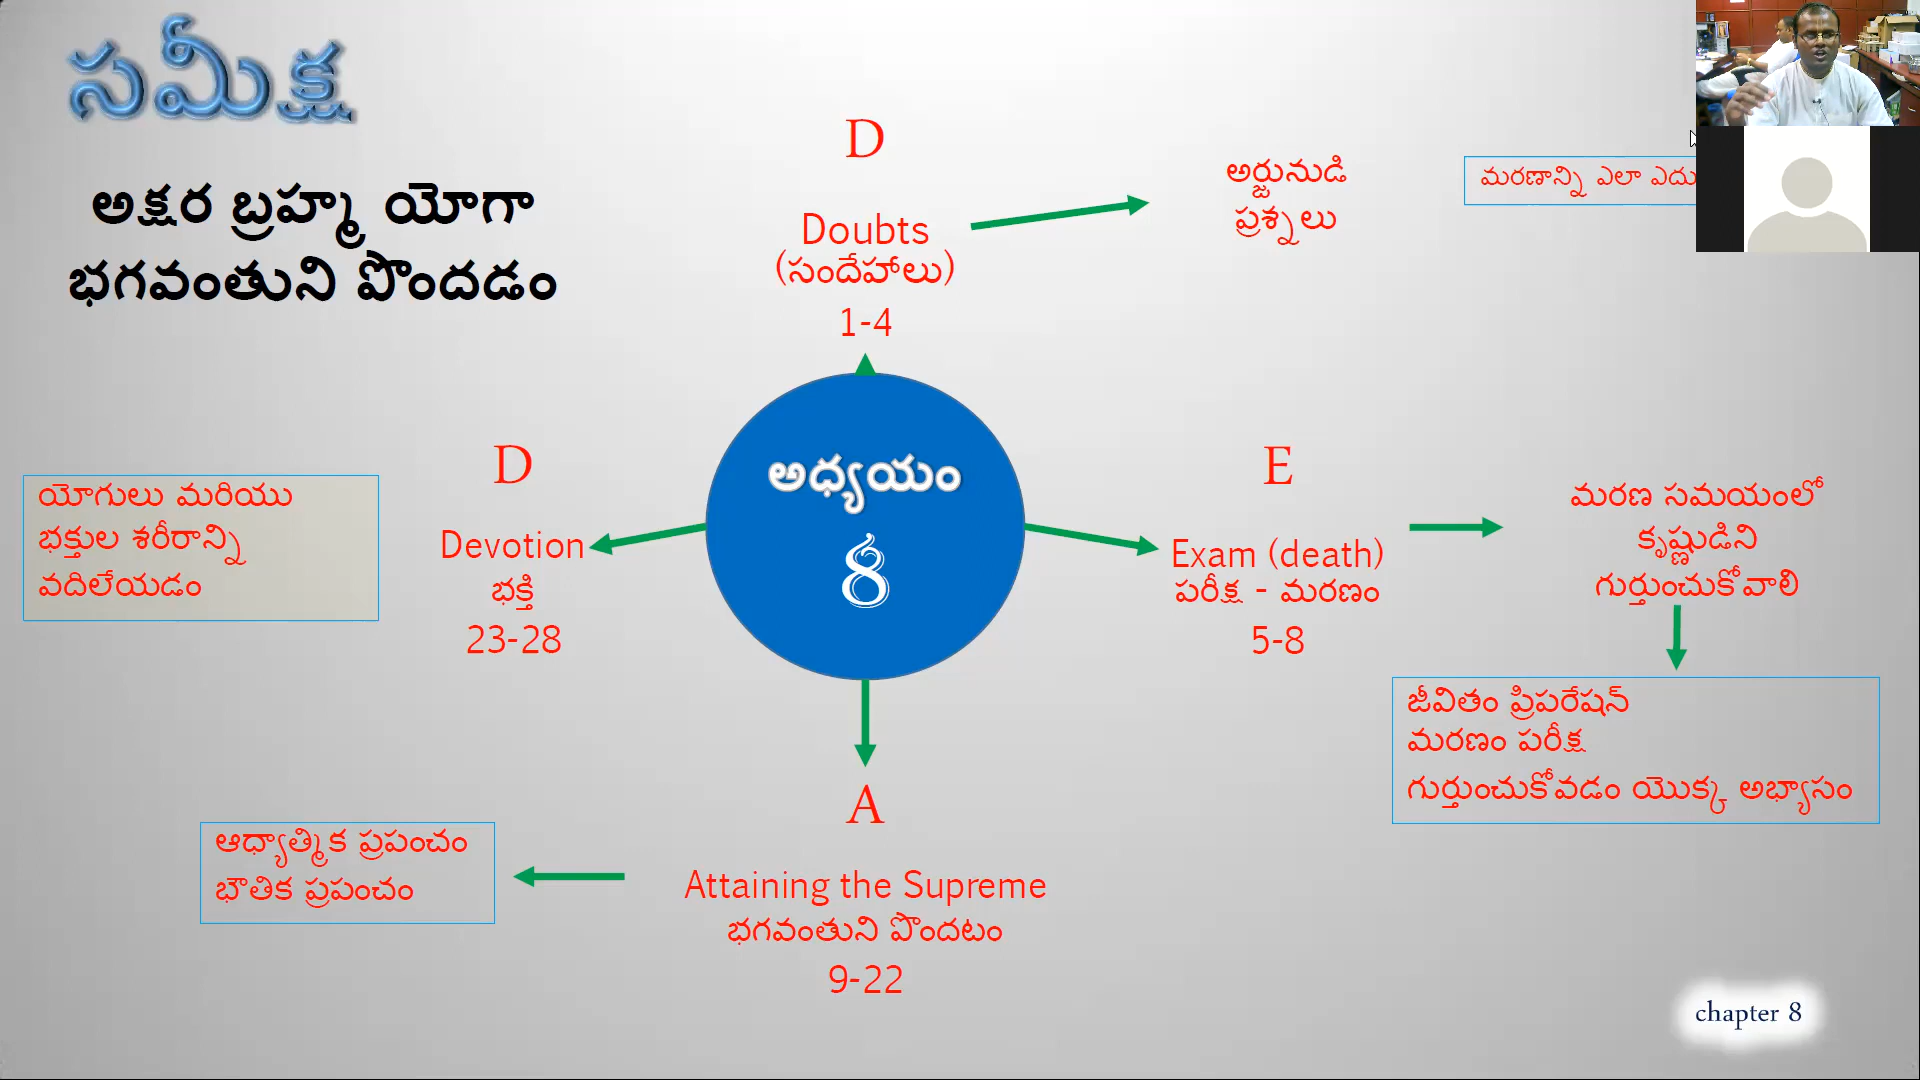 సమీక్ష
అక్షర బ్రహ్మ యోగా
భగవంతుని పొందడం
D
Doubts
(సందేహాలు)
1-4
అర్జునుడి
ప్రశ్నలు
మరణాన్ని ఎలా
అధ్యయం
8
E
Exam (death)
పరీక్ష - మరణం
5-8
మరణ సమయంలో
కృష్ణుడిని
గుర్తుంచుకోవాలి
జీవితం ప్రిపరేషన్
మరణం పరీక్ష
గుర్తుంచుకోవడం యొక్క అభ్యాసం
A
Attaining the Supreme
భగవంతుని పొందటం
9-22
ఆధ్యాత్మిక ప్రపంచం
భౌతిక ప్రపంచం
D
Devotion
భక్తి
23-28
యోగులు మరియు
భక్తుల శరీరాన్ని
వదిలేయడం
chapter 8